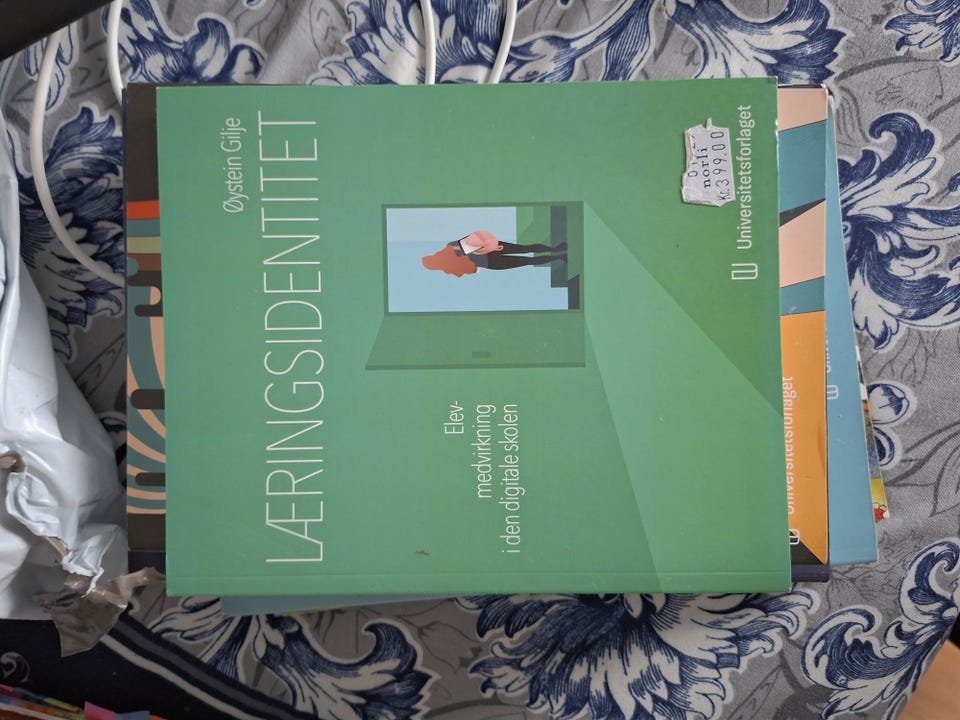 Øystein Gilje
LÆRINGSIDENTITET
Elev-
medvirkning
i den digitale skolen
norli
Kr.399.00
Universitetsforlaget
Universitetsforlaget